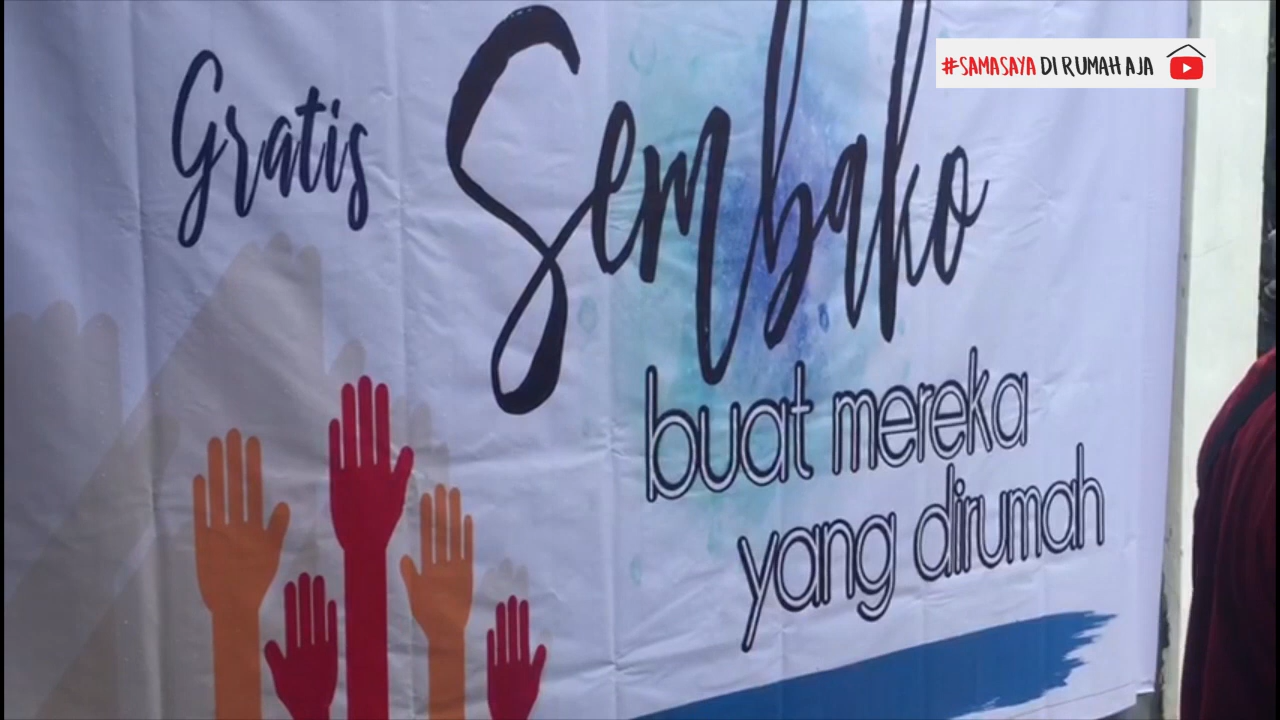 #SAMASAYA DI RUMAH AJA
Gratis
Sembako
buat mereka
yang dirumah